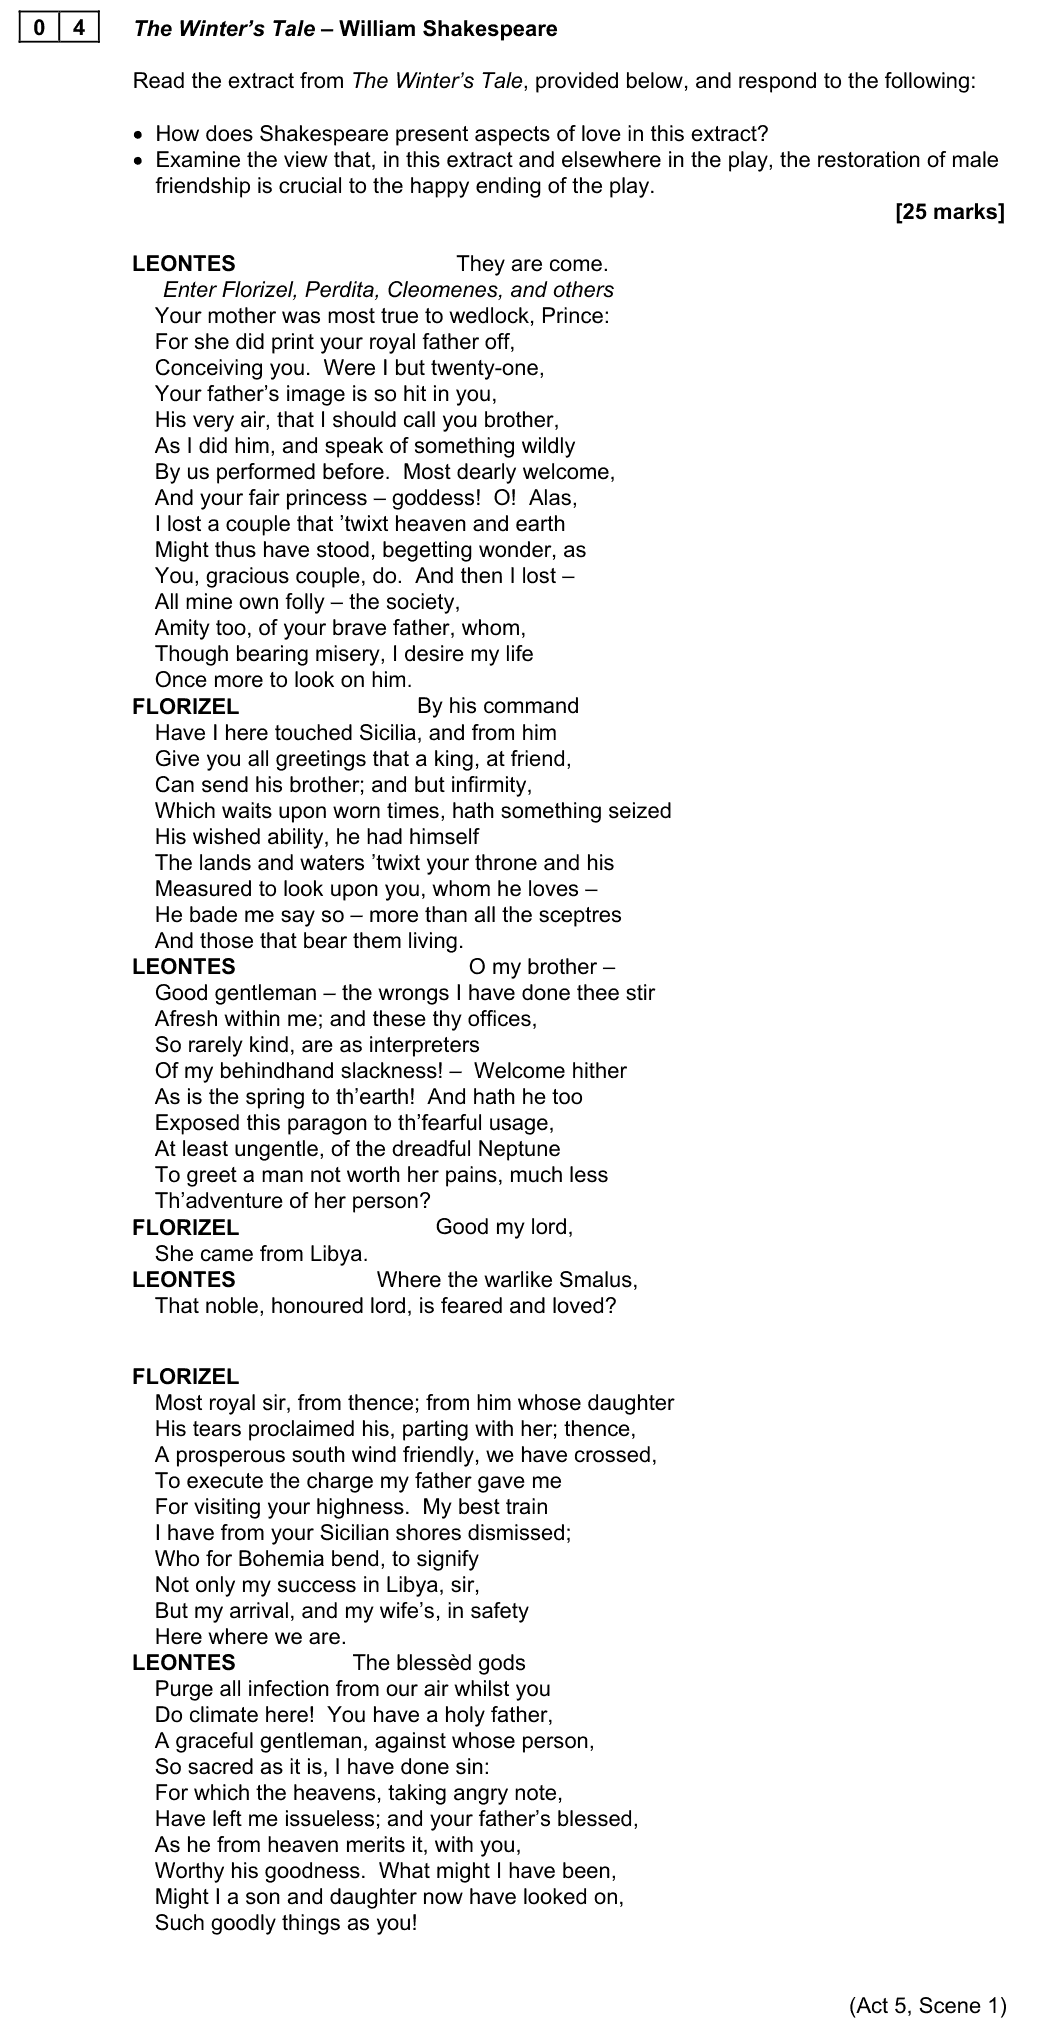 0 4 The Winter's Tale – William Shakespeare
Read the extract from The Winter's Tale, provided below, and respond to the following:
• How does Shakespeare present aspects of love in this extract?
• Examine the view that, in this extract and elsewhere in the play, the restoration of male
friendship is crucial to the happy ending of the play.
[25 marks]
LEONTES They are come.
Enter Florizel, Perdita, Cleomenes, and others
Your mother was most true to wedlock, Prince:
For she did print your royal father off,
Conceiving you. Were I but twenty-one,
Your father's image is so hit in you,
His very air, that I should call you brother,
As I did him, and speak of something wildly
By us performed before. Most dearly welcome,
And your fair princess – goddess! O! Alas,
I lost a couple that 'twixt heaven and earth
Might thus have stood, begetting wonder, as
You, gracious couple, do. And then I lost –
All mine own folly – the society,
Amity too, of your brave father, whom,
Though bearing misery, I desire my life
Once more to look on him.
FLORIZEL By his command
Have I here touched Sicilia, and from him
Give you all greetings that a king, at friend,
Can send his brother; and but infirmity,
Which waits upon worn times, hath something seized
His wished ability, he had himself
The lands and waters 'twixt your throne and his
Measured to look upon you, whom he loves –
He bade me say so – more than all the sceptres
And those that bear them living.
LEONTES O my brother –
Good gentleman – the wrongs I have done thee stir
Afresh within me; and these thy offices,
So rarely kind, are as interpreters
Of my behindhand slackness! – Welcome hither
As is the spring to th'earth! And hath he too
Exposed this paragon to th'fearful usage,
At least ungentle, of the dreadful Neptune
To greet a man not worth her pains, much less
Th'adventure of her person?
FLORIZEL Good my lord,
She came from Libya.
LEONTES Where the warlike Smalus,
That noble, honoured lord, is feared and loved?
FLORIZEL
Most royal sir, from thence; from him whose daughter
His tears proclaimed his, parting with her; thence,
A prosperous south wind friendly, we have crossed,
To execute the charge my father gave me
For visiting your highness. My best train
I have from your Sicilian shores dismissed;
Who for Bohemia bend, to signify
Not only my success in Libya, sir,
But my arrival, and my wife's, in safety
Here where we are.
LEONTES The blessèd gods
Purge all infection from our air whilst you
Do climate here! You have a holy father,
A graceful gentleman, against whose person,
So sacred as it is, I have done sin:
For which the heavens, taking angry note,
Have left me issueless; and your father's blessed,
As he from heaven merits it, with you,
Worthy his goodness. What might I have been,
Might I a son and daughter now have looked on,
Such goodly things as you!
(Act 5, Scene 1)